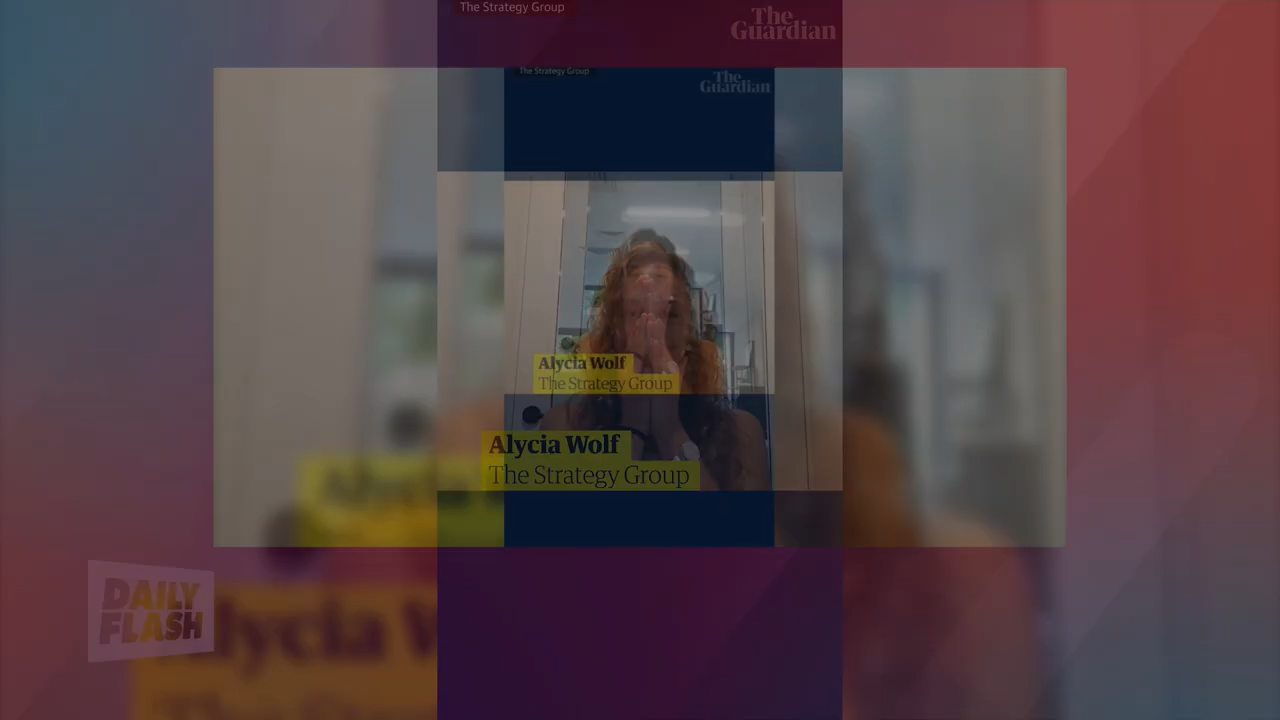 The Strategy Group
The Guardian
The Strategy Group
The Guardian
Alycia Wolf
The Strategy Group
Alycia Wolf
The Strategy Group
DAILY
FLASH